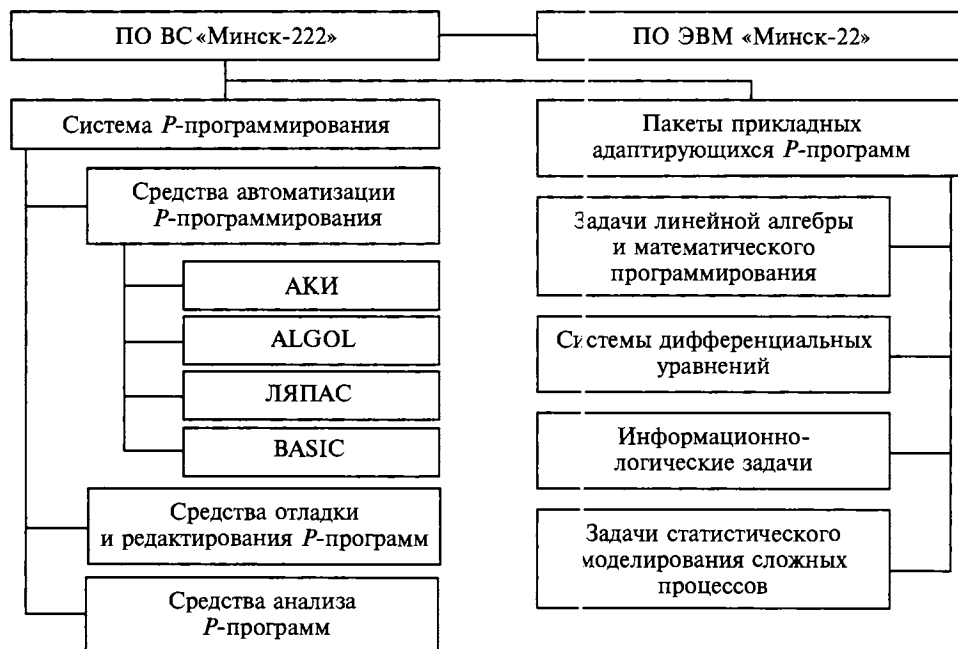 ПО ВС «Минск-222»
ПО ЭВМ «Минск-22»
Система P-программирования
Средства автоматизации
P-программирования
АКИ
ALGOL
ЛЯПАС
BASIC
Средства отладки
и редактирования P-программ
Средства анализа
P-программ
Пакеты прикладных
адаптирующихся P-программ
Задачи линейной алгебры
и математического
программирования
Системы дифференциальных
уравнений
Информационно-
логические задачи
Задачи статистического
моделирования сложных
процессов